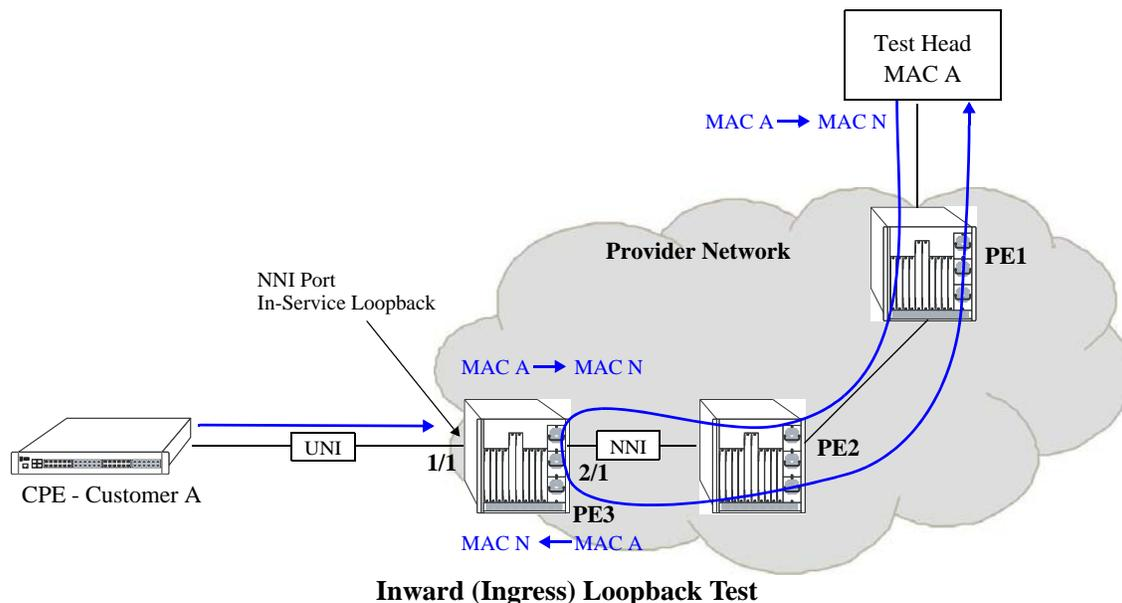 Test Head
MAC A
MAC A
MAC N
Provider Network
PE1
NNI Port
In-Service Loopback
MAC A
MAC N
UNI
NNI
PE2
1/1
2/1
CPE - Customer A
PE3
MAC N
MAC A
Inward (Ingress) Loopback Test